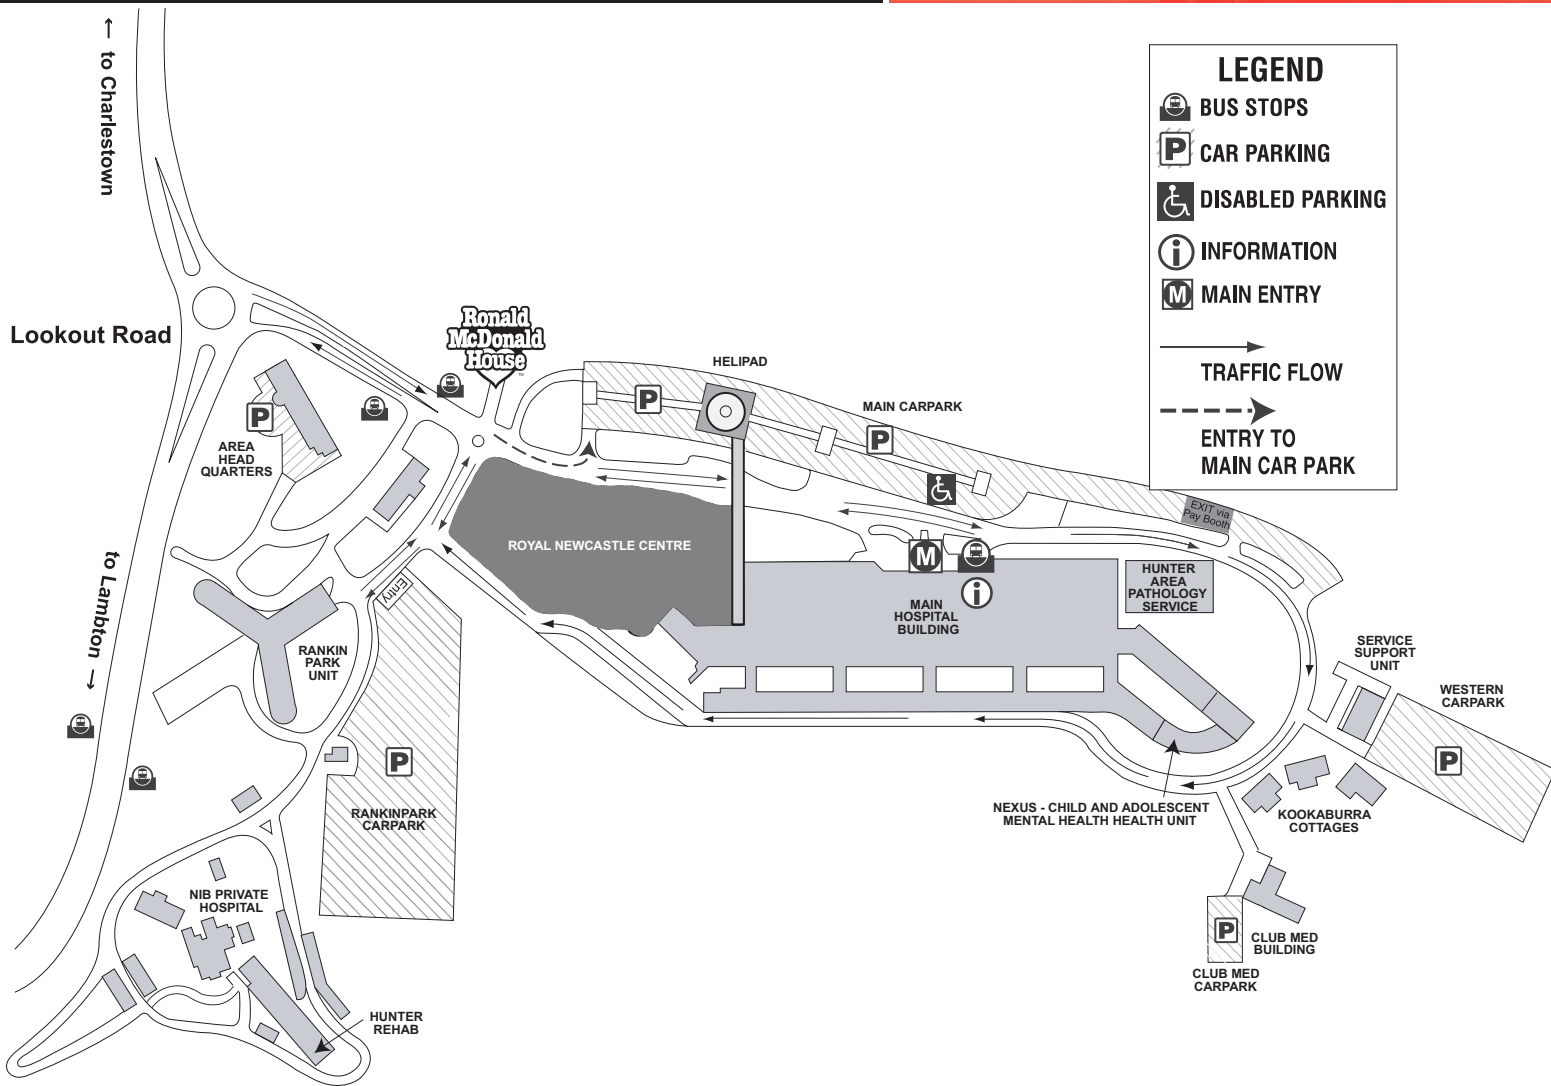 to Charlestown
LEGEND
BUS STOPS
P
CAR PARKING
DISABLED PARKING
i
INFORMATION
M
MAIN ENTRY
TRAFFIC FLOW
ENTRY TO
MAIN CAR PARK
Lookout Road
Ronald
McDonald
House
TM
HELIPAD
P
MAIN CARPARK
P
P
AREA
HEAD
QUARTERS
EXIT via
Pay Booth
ROYAL NEWCASTLE CENTRE
M
i
MAIN
HOSPITAL
BUILDING
HUNTER
AREA
PATHOLOGY
SERVICE
to Lambton
Entry
RANKIN
PARK
UNIT
SERVICE
SUPPORT
UNIT
WESTERN
CARPARK
P
P
RANKINPARK
CARPARK
NEXUS - CHILD AND ADOLESCENT
MENTAL HEALTH HEALTH UNIT
KOOKABURRA
COTTAGES
NIB PRIVATE
HOSPITAL
P
CLUB MED
BUILDING
CLUB MED
CARPARK
HUNTER
REHAB